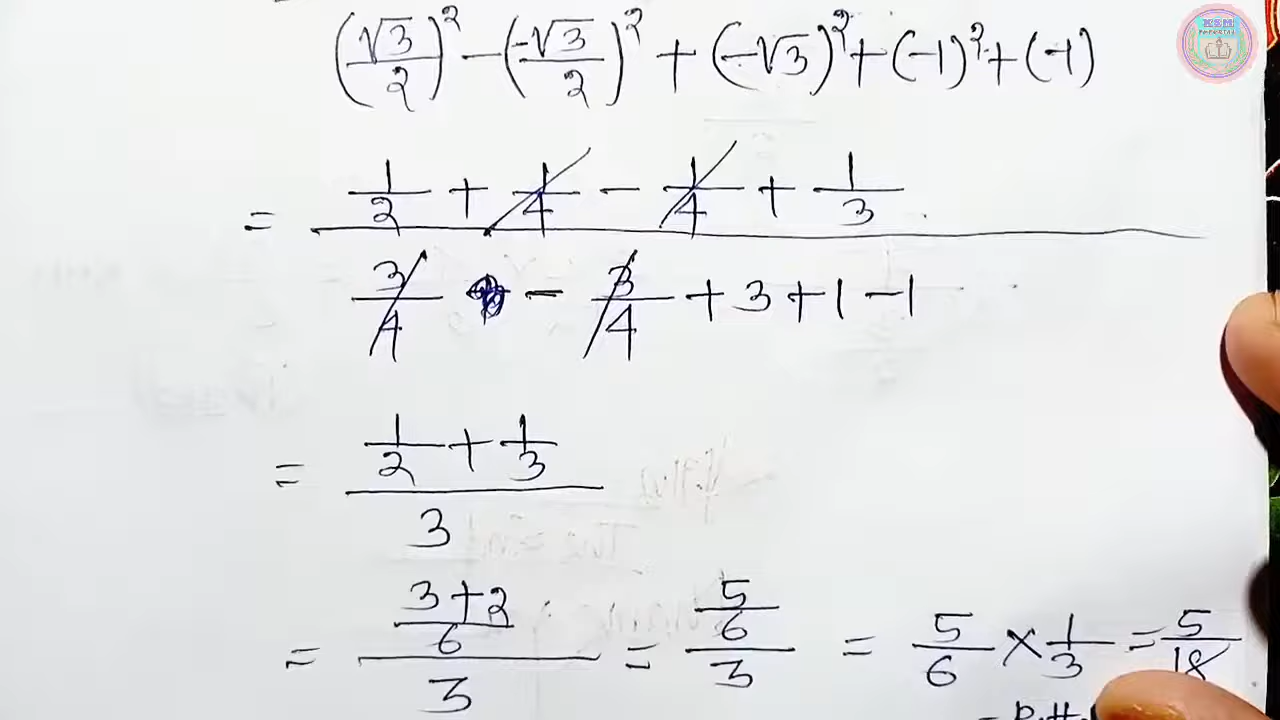 (√3/2)² - (-√3/2)² + (-√3)² + (-1)² + (-1)
= 1/2 + 1/4 - 1/4 + 1/3
3/4 - 3/4 + 3 + 1 - 1
= 1/2 + 1/3
3
= 3+2/6 / 3 = 5/6 / 3 = 5/6 × 1/3 = 5/18
KSM